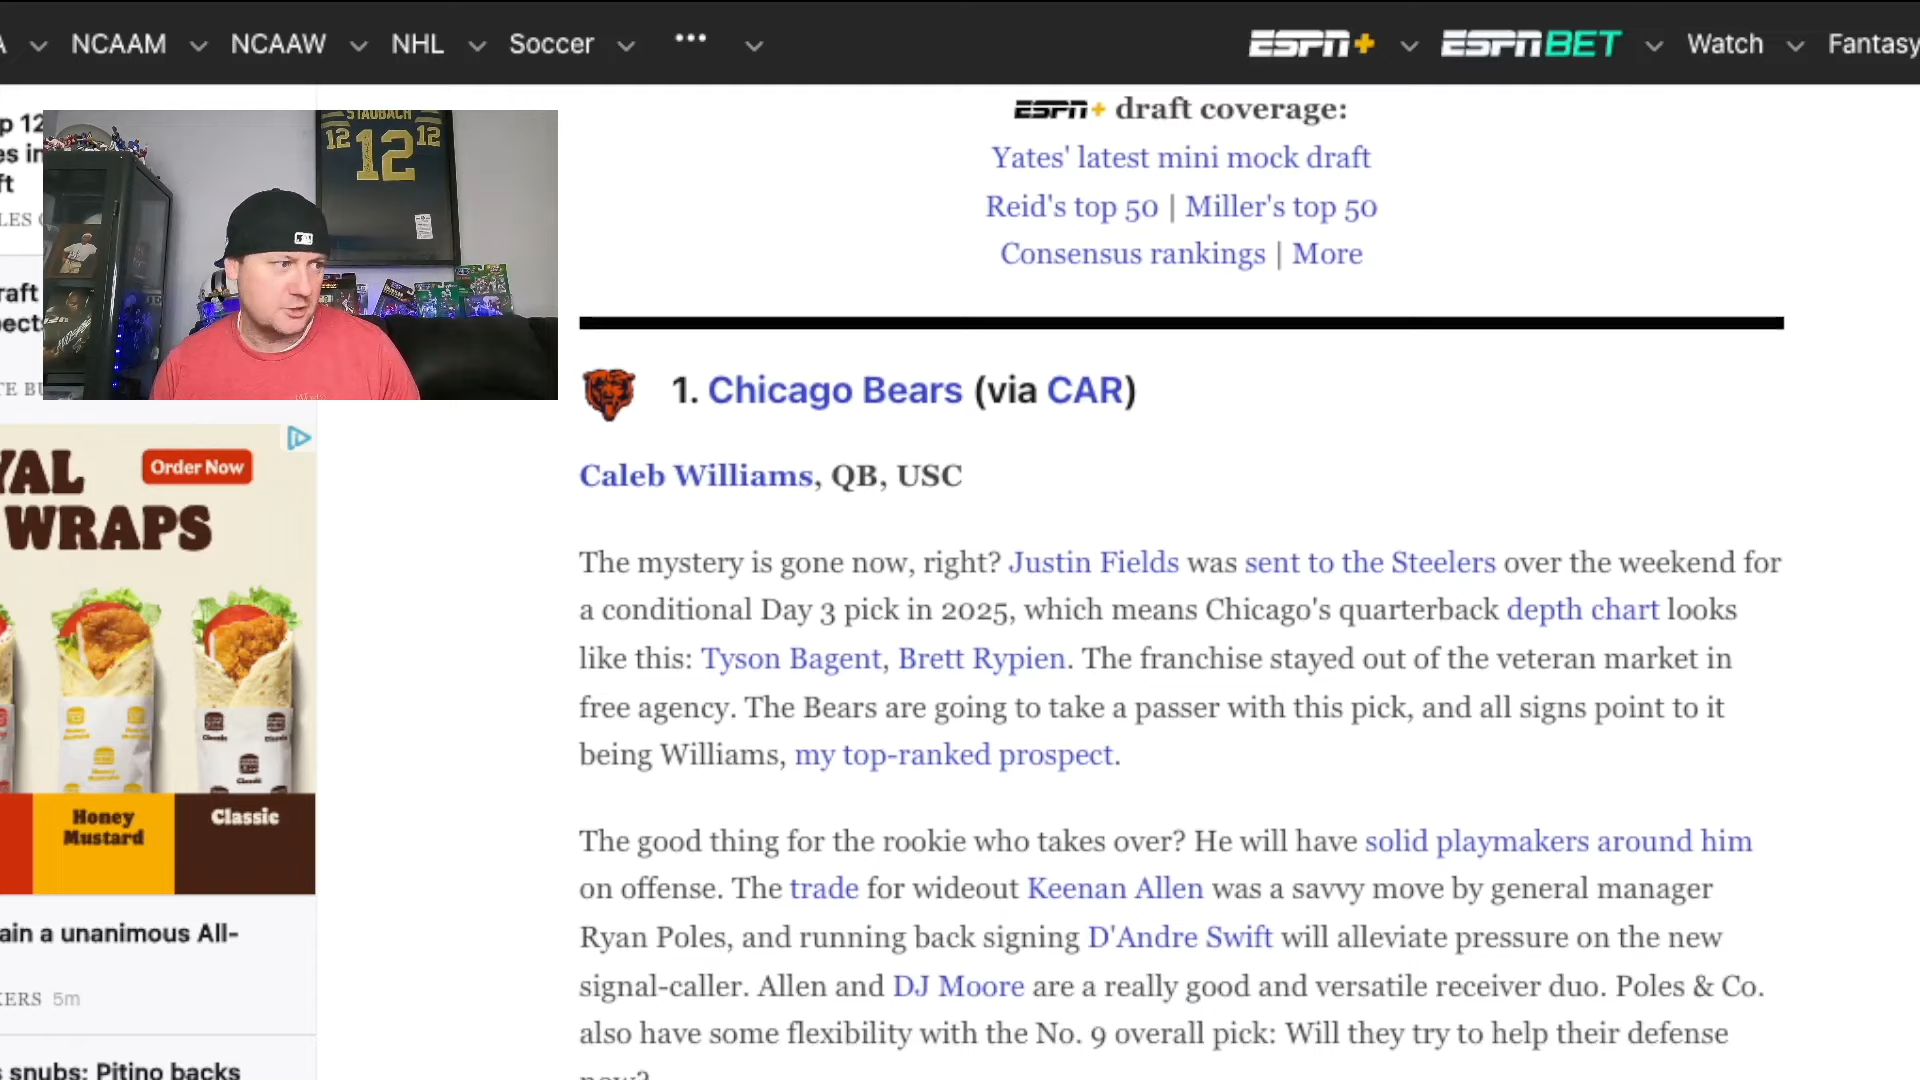 NCAAM
NCAAW
NHL
Soccer
ESPN+
ESPN BET
Watch
Fantasy
ESPN+ draft coverage:
Yates' latest mini mock draft
Reid's top 50 | Miller's top 50
Consensus rankings | More
STAUBACH
12 12 12
Order Now
WRAPS
Honey
Mustard
Classic
ain a unanimous All-
KERS 5m
snubs: Pitino backs
1. Chicago Bears (via CAR)
Caleb Williams, QB, USC
The mystery is gone now, right? Justin Fields was sent to the Steelers over the weekend for
a conditional Day 3 pick in 2025, which means Chicago's quarterback depth chart looks
like this: Tyson Bagent, Brett Rypien. The franchise stayed out of the veteran market in
free agency. The Bears are going to take a passer with this pick, and all signs point to it
being Williams, my top-ranked prospect.
The good thing for the rookie who takes over? He will have solid playmakers around him
on offense. The trade for wideout Keenan Allen was a savvy move by general manager
Ryan Poles, and running back signing D'Andre Swift will alleviate pressure on the new
signal-caller. Allen and DJ Moore are a really good and versatile receiver duo. Poles & Co.
also have some flexibility with the No. 9 overall pick: Will they try to help their defense
now?